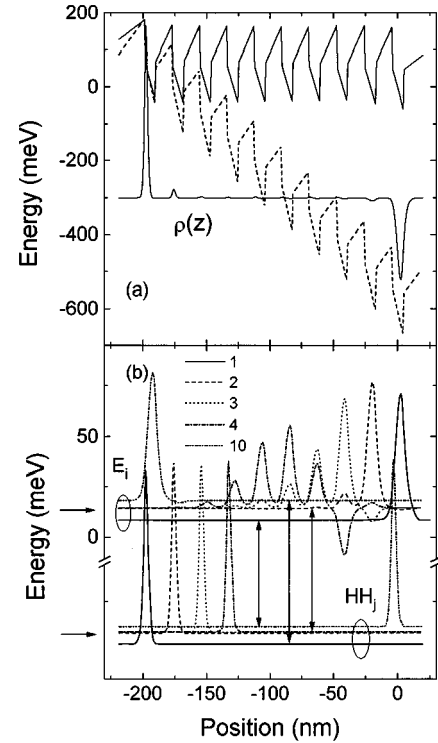 200
(a)
0
-200
-400
-600
Energy (meV)
ρ(z)
(b)
1
2
3
4
10
50
0
E_i
HH_j
Energy (meV)
-200
-150
-100
-50
0
Position (nm)